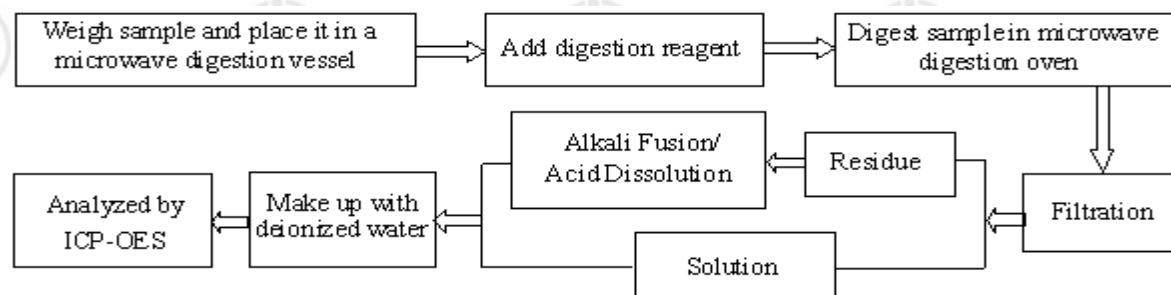 Weigh sample and place it in a
microwave digestion vessel
Add digestion reagent
Digest sample in microwave
digestion oven
Filtration
Residue
Alkali Fusion/
Acid Dissolution
Solution
Make up with
deionized water
Analyzed by
ICP-OES